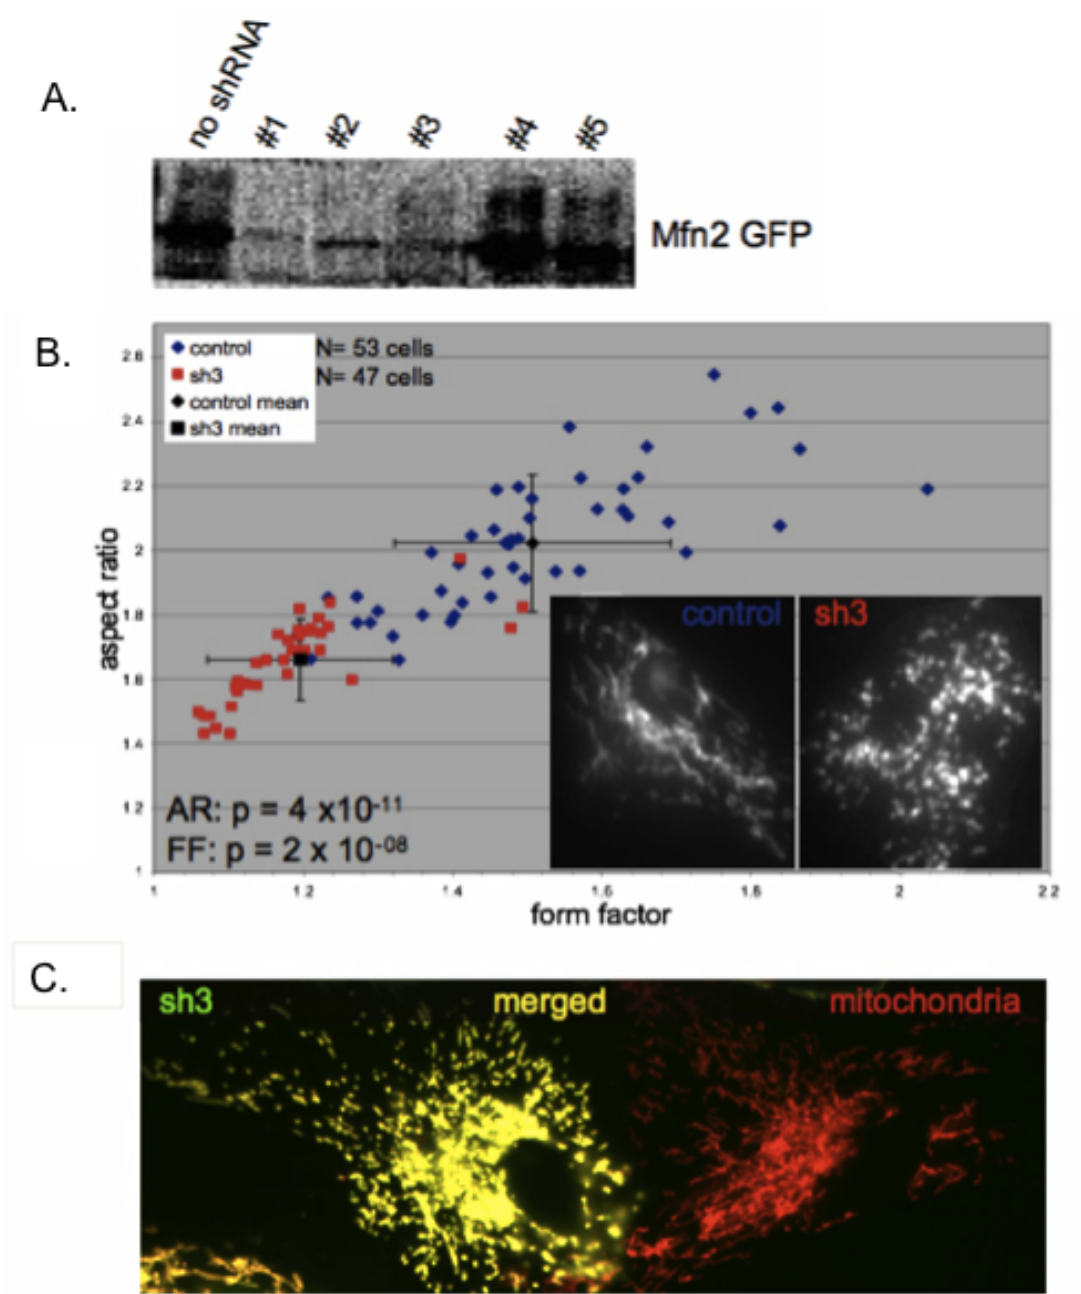 A.
no shRNA #1 #2 #3 #4 #5
Mfn2 GFP
B.
control N= 53 cells
sh3 N= 47 cells
control mean
sh3 mean
2.6
2.4
2.2
2
1.8
1.6
1.4
1.2
1
aspect ratio
control sh3
AR: p = 4 x10-11
FF: p = 2 x 10-08
1 1.2 1.4 1.6 1.8 2 2.2
form factor
C.
sh3 merged mitochondria